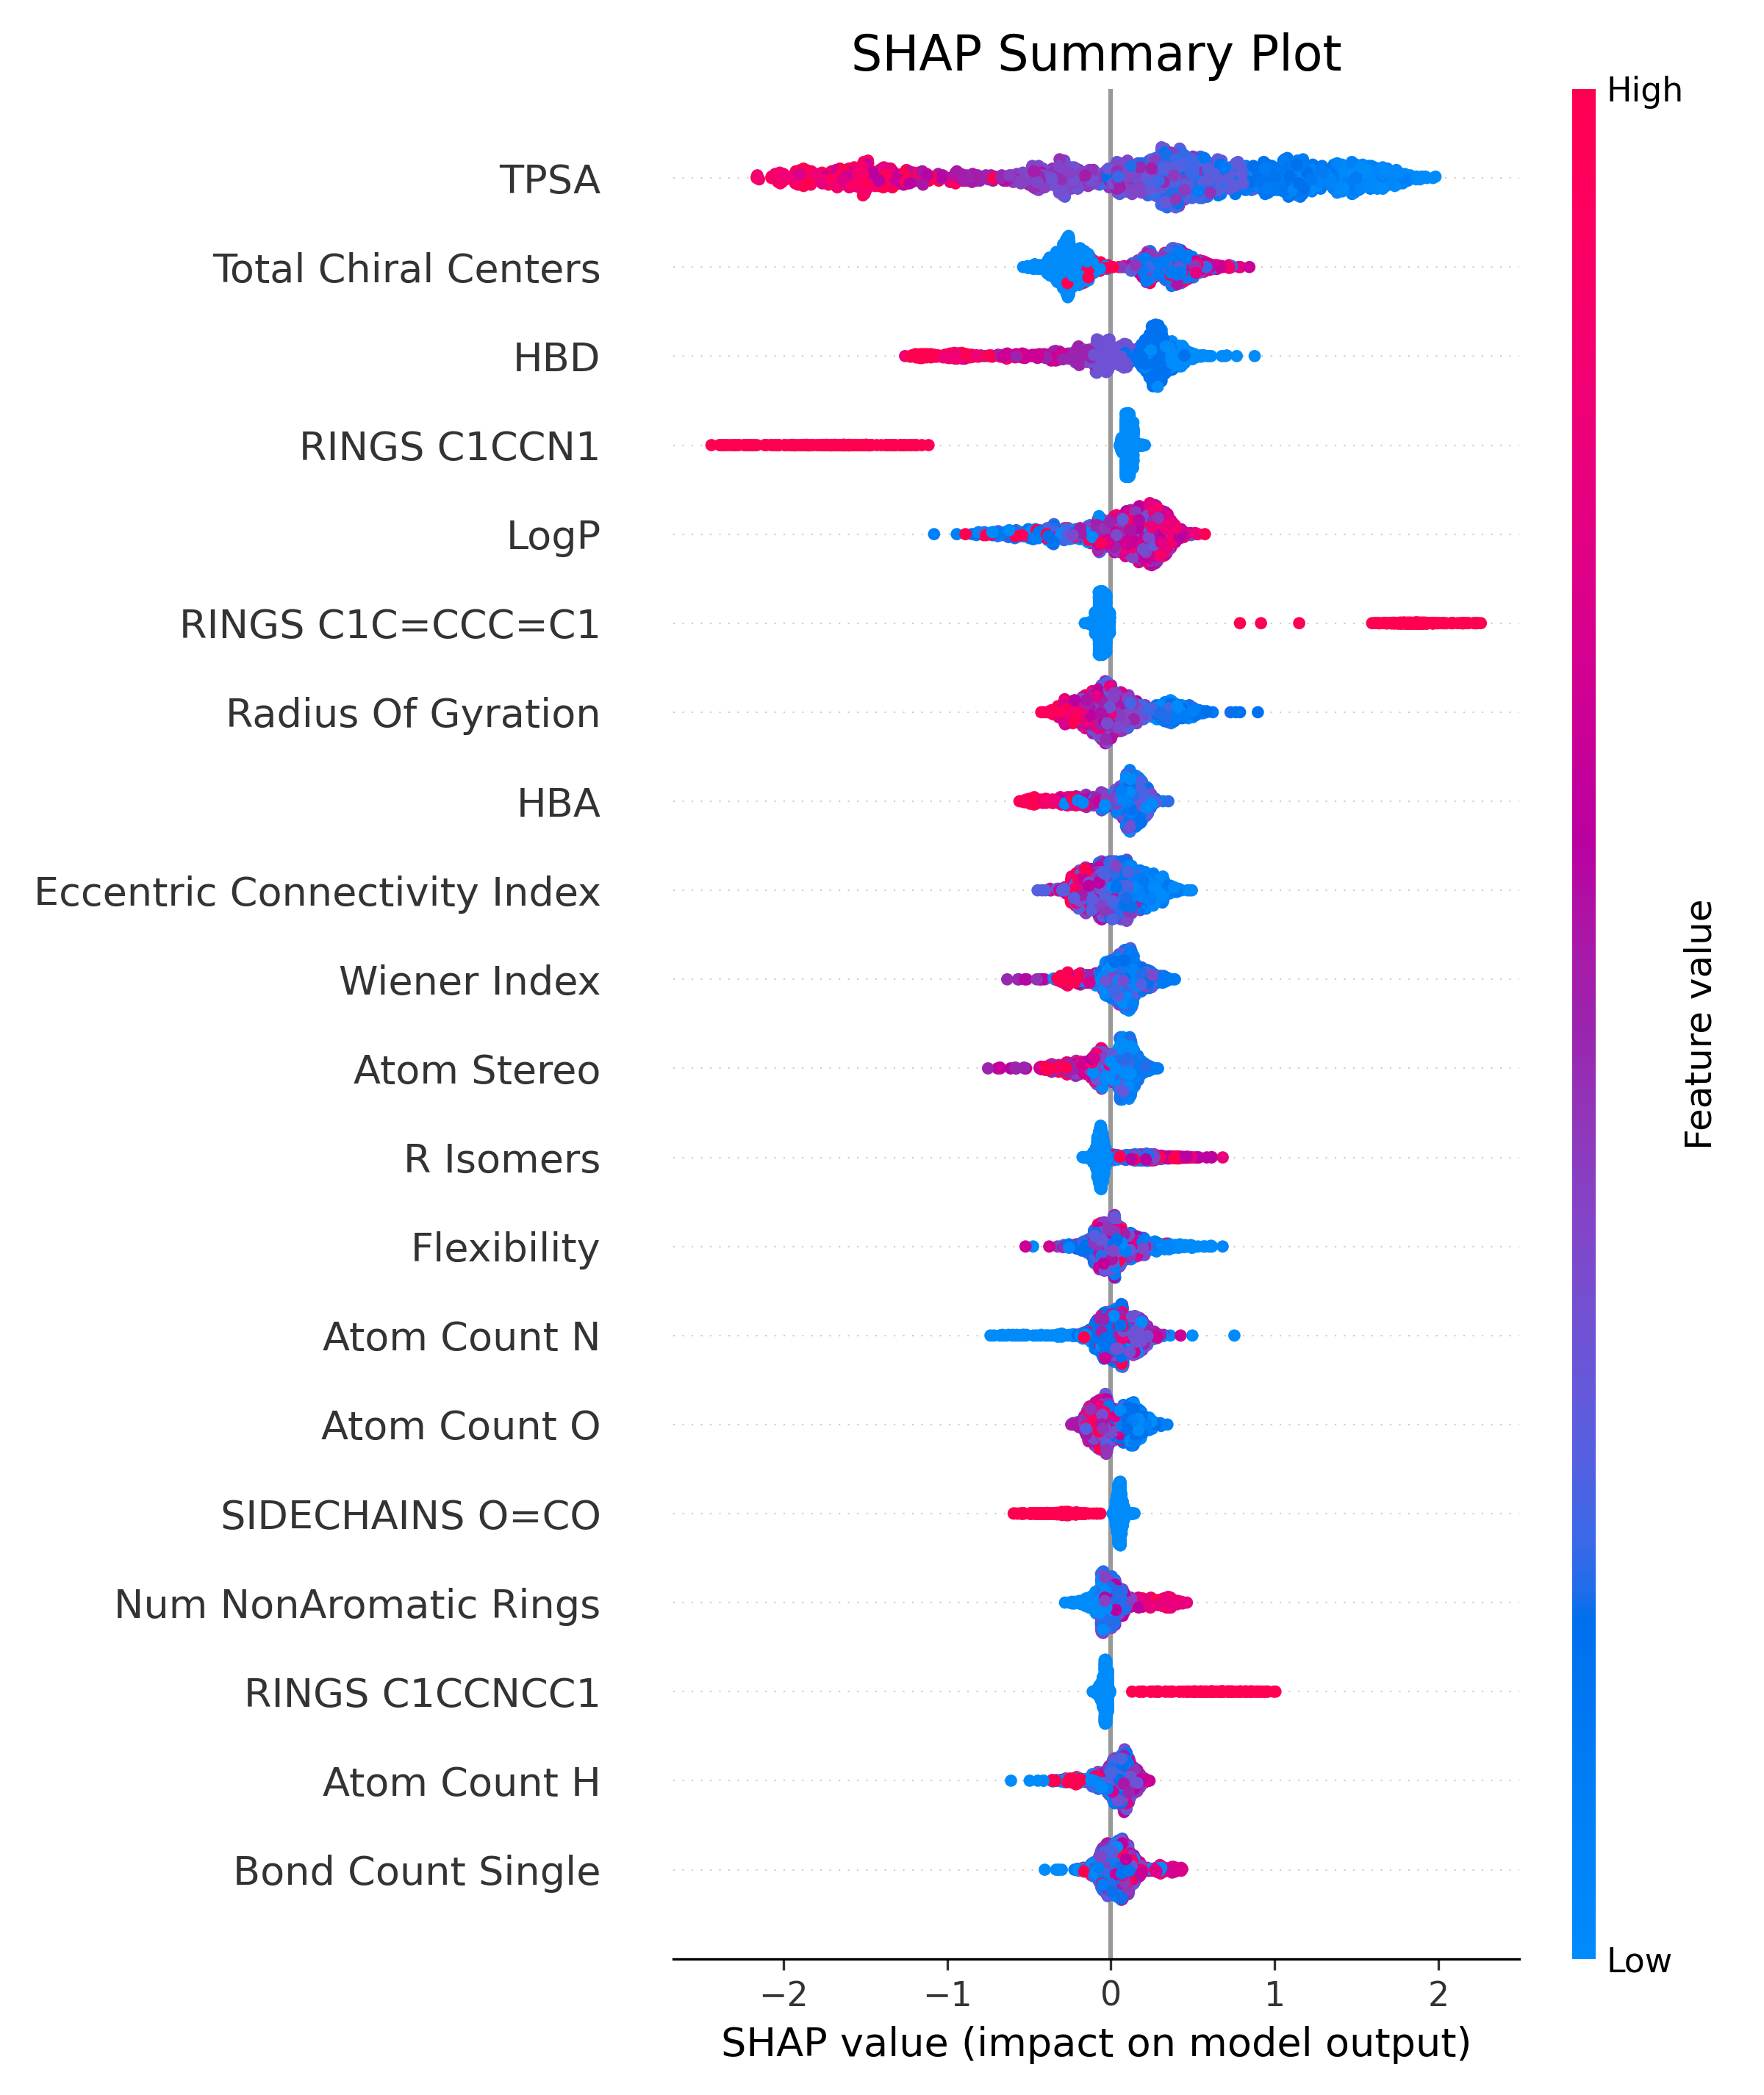 SHAP Summary Plot
High
TPSA
Total Chiral Centers
HBD
RINGS C1CCN1
LogP
RINGS C1C=CCC=C1
Radius Of Gyration
HBA
Eccentric Connectivity Index
Wiener Index
Atom Stereo
R Isomers
Flexibility
Atom Count N
Atom Count O
SIDECHAINS O=CO
Num NonAromatic Rings
RINGS C1CCNCC1
Atom Count H
Bond Count Single
Feature value
Low
−2 −1 0 1 2
SHAP value (impact on model output)